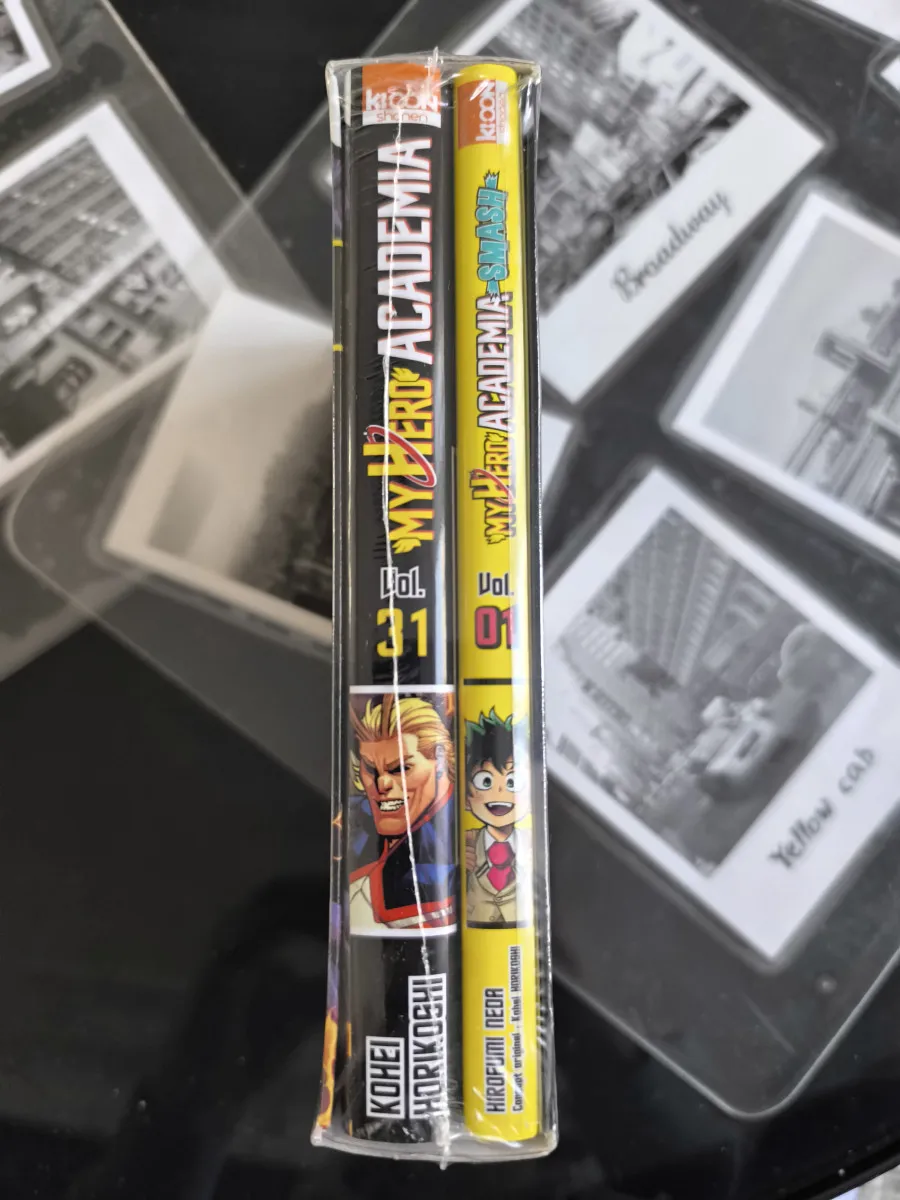 ki-oon
shonen
MY HERO ACADEMIA
Vol.
31
KOHEI
HORIKOSHI
ki-oon
MY HERO ACADEMIA SMASH
Vol.
01
HIROFUMI NEDA
Concept original : Kohei HORIKOSHI
Broadway
Yellow cab